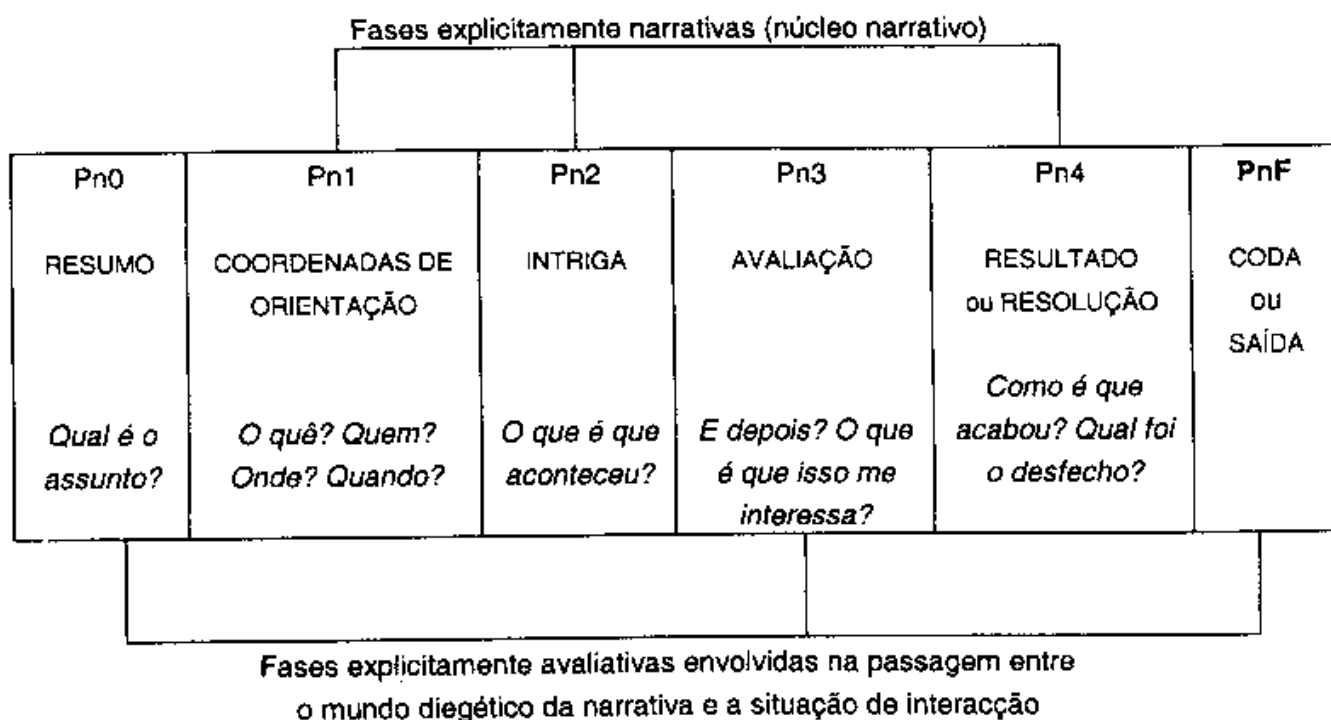 Fases explicitamente narrativas (núcleo narrativo)
Pn0
RESUMO
Qual é o
assunto?
Pn1
COORDENADAS DE
ORIENTAÇÃO
O quê? Quem?
Onde? Quando?
Pn2
INTRIGA
O que é que
aconteceu?
Pn3
AVALIAÇÃO
E depois? O que
é que isso me
interessa?
Pn4
RESULTADO
ou RESOLUÇÃO
Como é que
acabou? Qual foi
o desfecho?
PnF
CODA
ou
SAÍDA
Fases explicitamente avaliativas envolvidas na passagem entre
o mundo diegético da narrativa e a situação de interacção